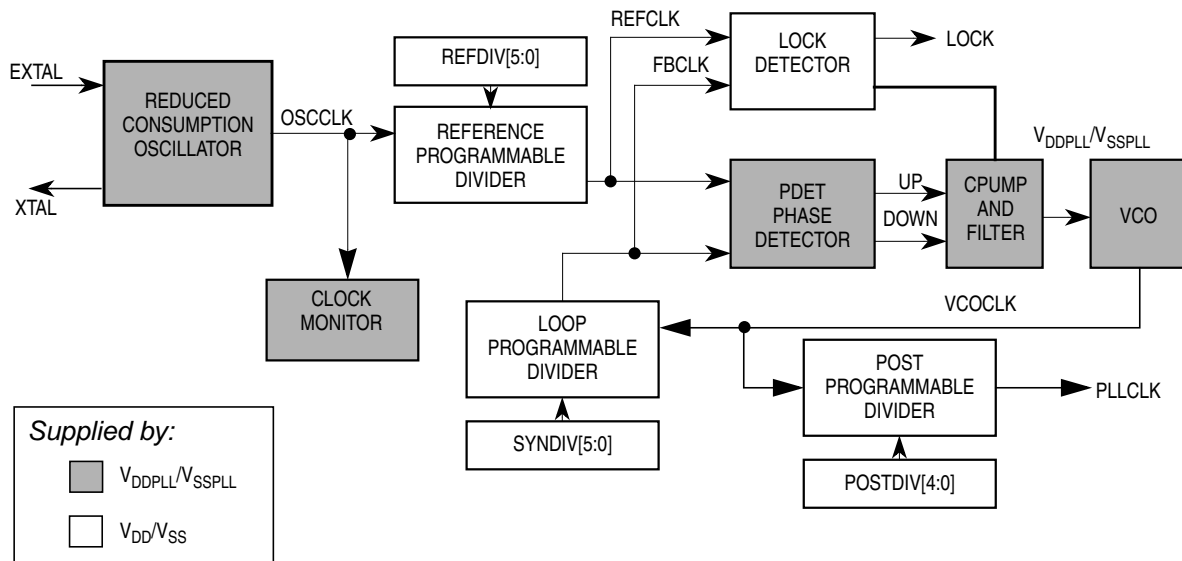 REFCLK
LOCK
DETECTOR
LOCK
REFDIV[5:0]
FBCLK
EXTAL
REDUCED
CONSUMPTION
OSCILLATOR
OSCCLK
REFERENCE
PROGRAMMABLE
DIVIDER
VDDPLL/VSSPLL
XTAL
PDET
PHASE
DETECTOR
UP
DOWN
CPUMP
AND
FILTER
VCO
CLOCK
MONITOR
LOOP
PROGRAMMABLE
DIVIDER
VCOCLK
POST
PROGRAMMABLE
DIVIDER
PLLCLK
SYNDIV[5:0]
POSTDIV[4:0]
Supplied by:
VDDPLL/VSSPLL
VDD/VSS